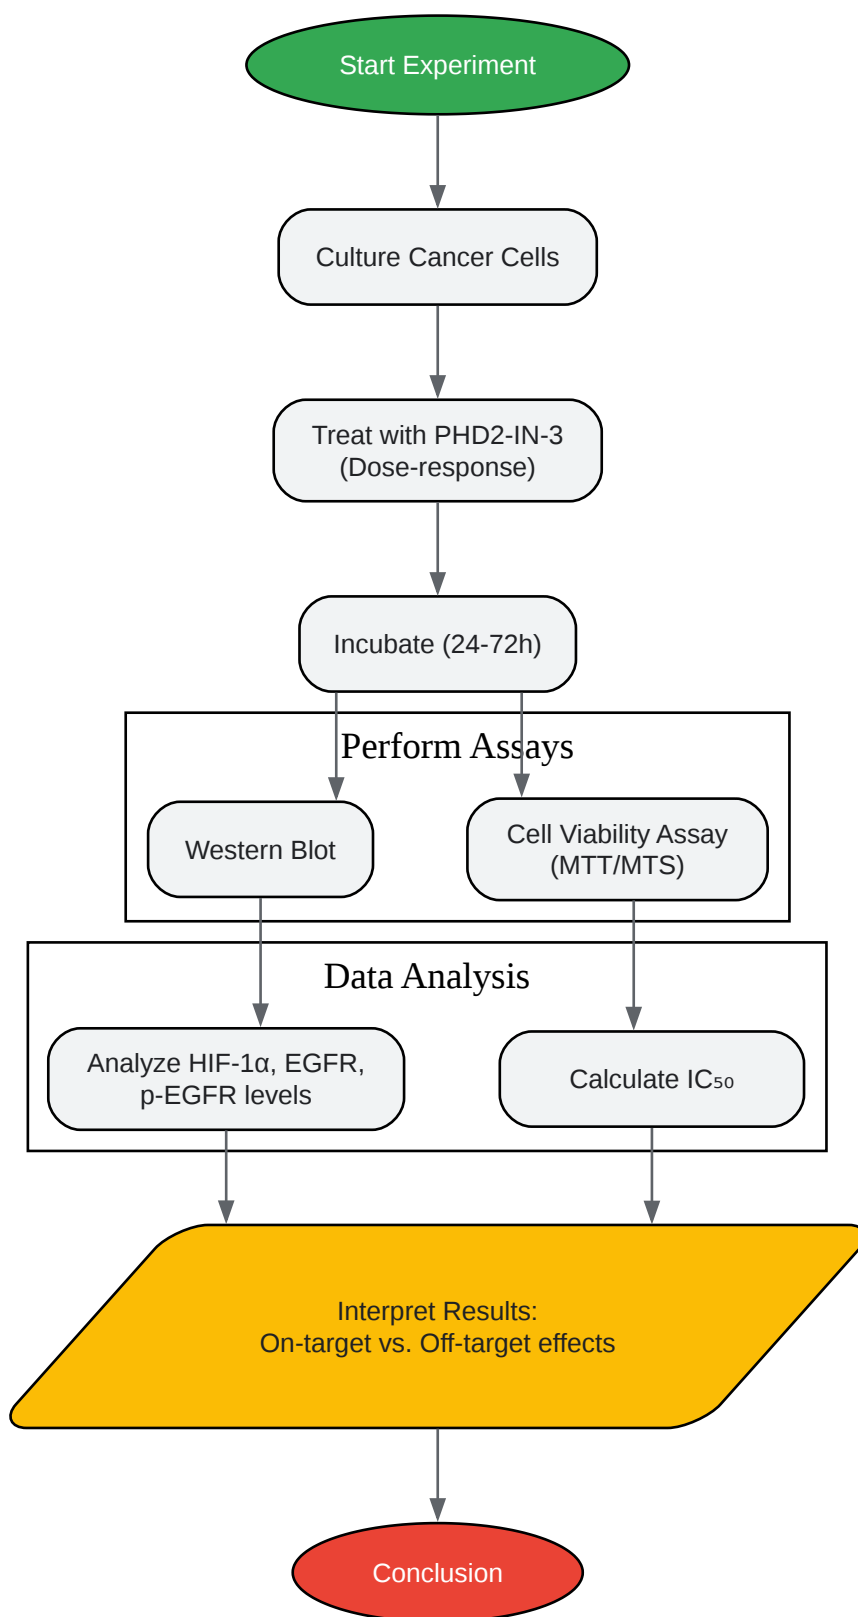 Start Experiment
Culture Cancer Cells
Treat with PHD2-IN-3
(Dose-response)
Incubate (24-72h)
Perform Assays
Western Blot
Cell Viability Assay
(MTT/MTS)
Data Analysis
Analyze HIF-1α, EGFR,
p-EGFR levels
Calculate IC₅₀
Interpret Results:
On-target vs. Off-target effects
Conclusion